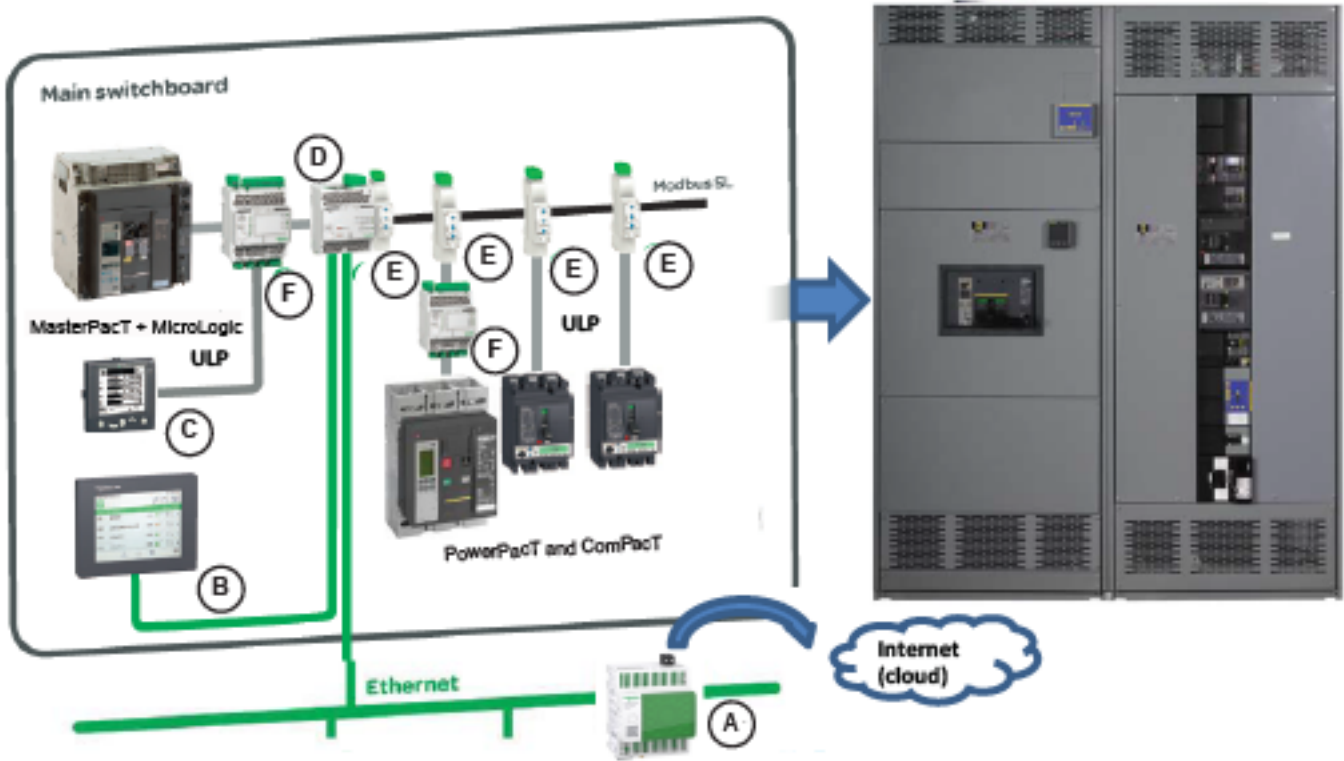 Main switchboard
D
Modbus SL
E
E
E
E
F
MasterPacT + MicroLogic
ULP
ULP
F
C
PowerPacT and ComPacT
B
Internet
(cloud)
Ethernet
A